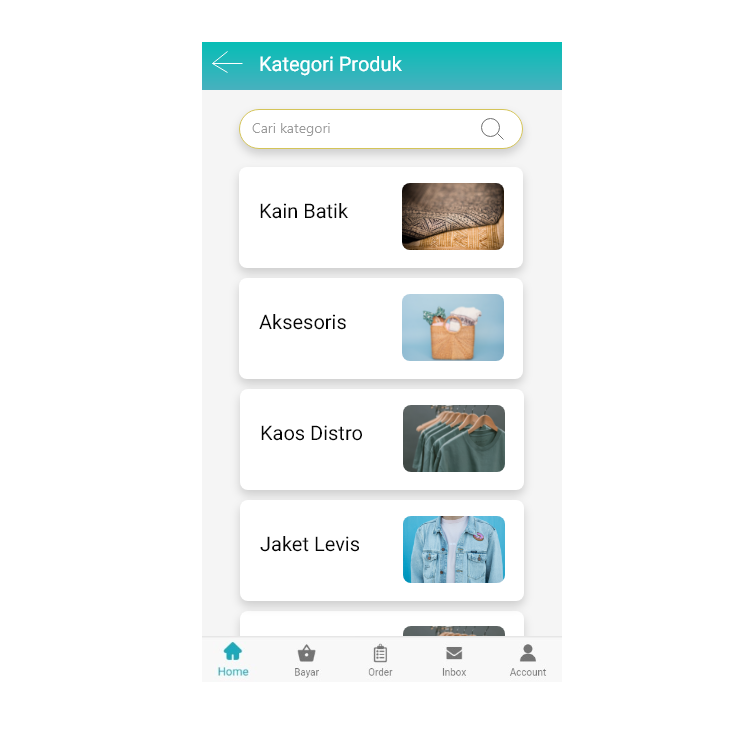 Kategori Produk
Cari kategori
Kain Batik
Aksesoris
Kaos Distro
Jaket Levis
Home
Bayar
Order
Inbox
Account